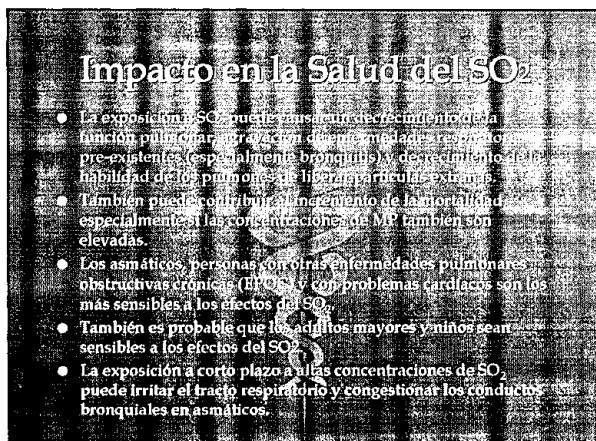 Impacto en la Salud del SO₂
● La exposición a SO₂ puede causar un decrecimiento de la
función pulmonar, agravación de enfermedades
pre-existentes (especialmente bronquitis) y decrecimiento de la
habilidad de los pulmones de liberar partículas extrañas.
● También puede contribuir al incremento de la mortalidad,
especialmente si las concentraciones de MP también son
elevadas.
● Los asmáticos, personas con otras enfermedades pulmonares
obstructivas crónicas (EPOC) y con problemas cardíacos son los
más sensibles a los efectos del SO₂.
● También es probable que los adultos mayores y niños sean
sensibles a los efectos del SO2.
● La exposición a corto plazo a altas concentraciones de SO₂
puede irritar el tracto respiratorio y congestionar los conductos
bronquiales en asmáticos.